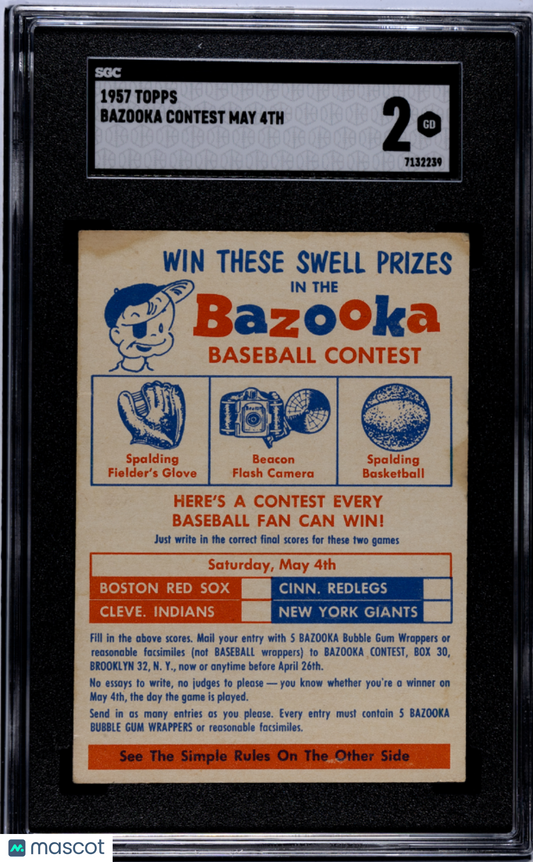 SGC
1957 TOPPS
BAZOOKA CONTEST MAY 4TH
2 GD
7132239
WIN THESE SWELL PRIZES
IN THE
Bazooka
BASEBALL CONTEST
Spalding
Fielder's Glove
Beacon
Flash Camera
Spalding
Basketball
HERE'S A CONTEST EVERY
BASEBALL FAN CAN WIN!
Just write in the correct final scores for these two games
Saturday, May 4th
BOSTON RED SOX CINN. REDLEGS
CLEVE. INDIANS NEW YORK GIANTS
Fill in the above scores. Mail your entry with 5 BAZOOKA Bubble Gum Wrappers or
reasonable facsimiles (not BASEBALL wrappers) to BAZOOKA CONTEST, BOX 30,
BROOKLYN 32, N. Y., now or anytime before April 26th.
No essays to write, no judges to please — you know whether you're a winner on
May 4th, the day the game is played.
Send in as many entries as you please. Every entry must contain 5 BAZOOKA
BUBBLE GUM WRAPPERS or reasonable facsimiles.
See The Simple Rules On The Other Side
mascot